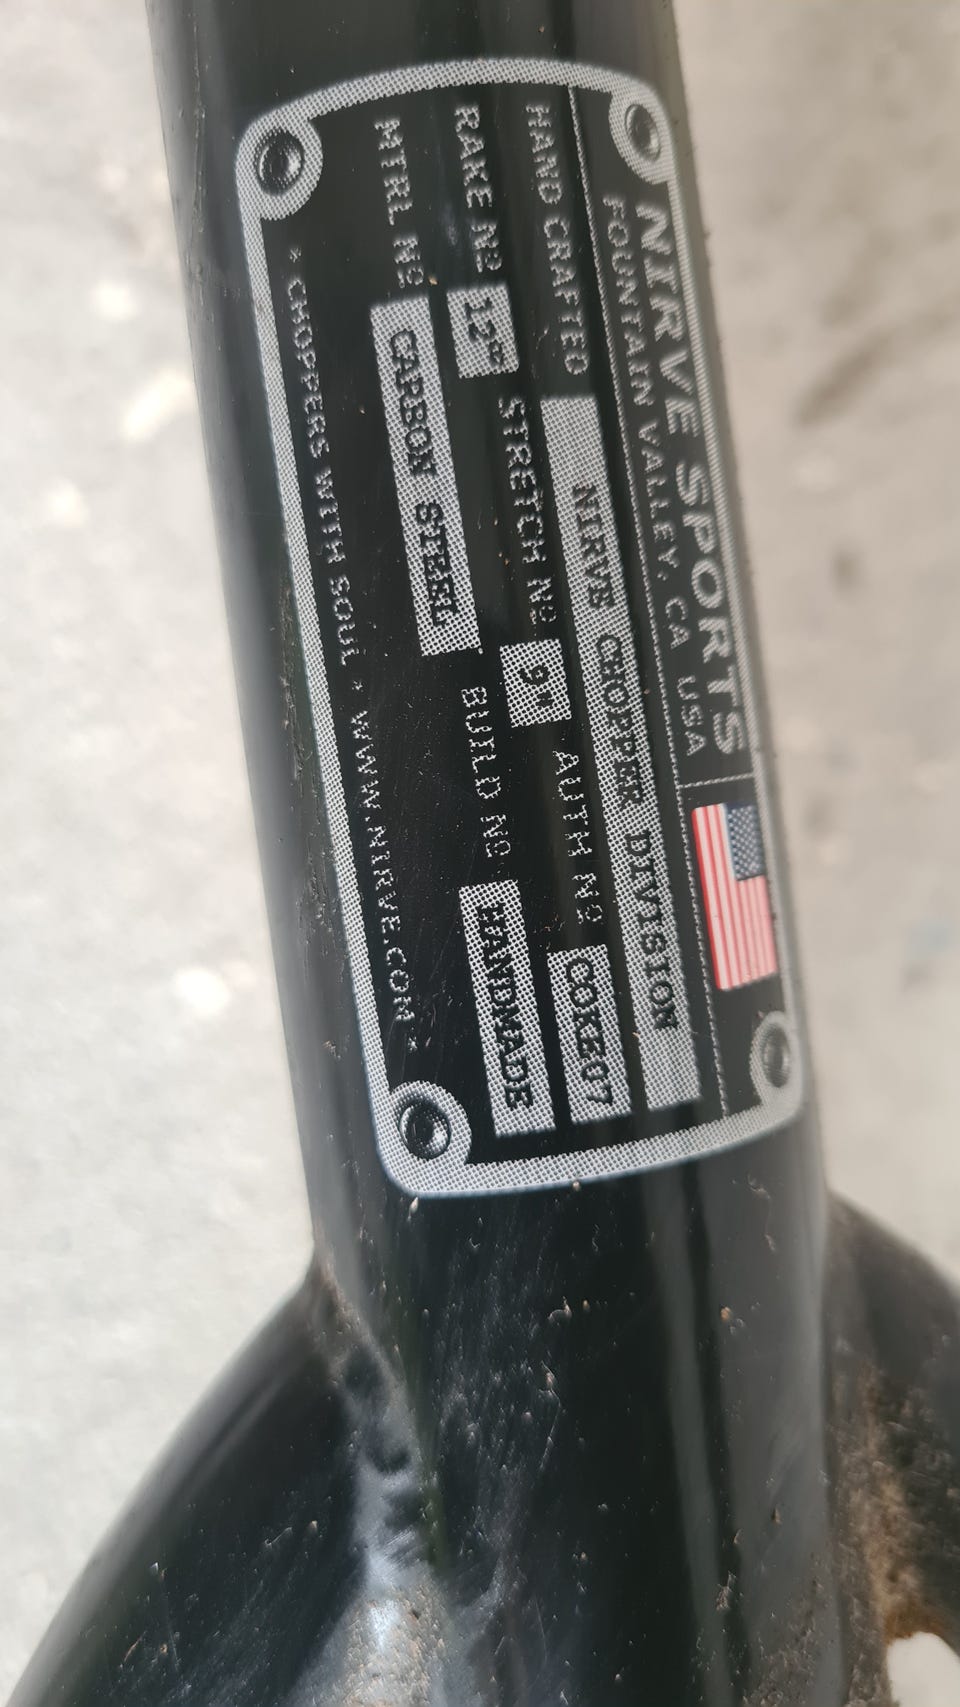 NIRVE SPORTS
FOUNTAIN VALLEY, CA USA
HAND CRAFTED NIRVE CHOPPER DIVISION
RAKE Nº 12" STRETCH Nº 9" AUTH Nº COKE07
MTRL Nº CARBON STEEL BUILD Nº HANDMADE
* CHOPPERS WITH SOUL * WWW.NIRVE.COM *